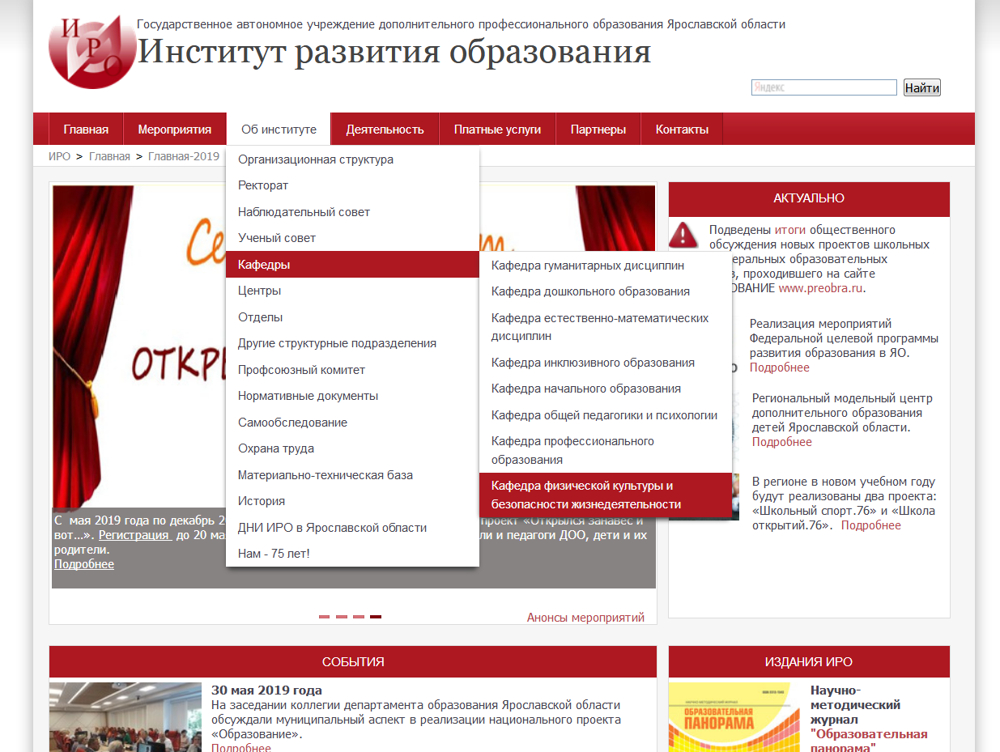 ИРО
Государственное автономное учреждение дополнительного профессионального образования Ярославской области
Институт развития образования
Яндекс
Найти
Главная
Мероприятия
Об институте
Деятельность
Платные услуги
Партнеры
Контакты
ИРО > Главная > Главная-2019
Организационная структура
Ректорат
Наблюдательный совет
Ученый совет
Кафедры
Центры
Отделы
Другие структурные подразделения
Профсоюзный комитет
Нормативные документы
Самообследование
Охрана труда
Материально-техническая база
История
ДНИ ИРО в Ярославской области
Нам - 75 лет!
Кафедра гуманитарных дисциплин
Кафедра дошкольного образования
Кафедра естественно-математических
дисциплин
Кафедра инклюзивного образования
Кафедра начального образования
Кафедра общей педагогики и психологии
Кафедра профессионального
образования
Кафедра физической культуры и
безопасности жизнедеятельности
С мая 2019 года по декабрь 2 проект «Открылся занавес и
вот...». Регистрация до 20 ма ли и педагоги ДОО, дети и их
родители.
Подробнее
Анонсы мероприятий
АКТУАЛЬНО
Подведены итоги общественного
обсуждения новых проектов школьных
еральных образовательных
в, проходившего на сайте
ОВАНИЕ www.preobra.ru.
Реализация мероприятий
Федеральной целевой программы
развития образования в ЯО.
Подробнее
Региональный модельный центр
дополнительного образования
детей Ярославской области.
Подробнее
В регионе в новом учебном году
будут реализованы два проекта:
«Школьный спорт.76» и «Школа
открытий.76». Подробнее
СОБЫТИЯ
30 мая 2019 года
На заседании коллегии департамента образования Ярославской области
обсуждали муниципальный аспект в реализации национального проекта
«Образование».
Подробнее
ИЗДАНИЯ ИРО
ОБРАЗОВАТЕЛЬНАЯ
ПАНОРАМА
Научно-
методический
журнал
"Образовательная
панорама"